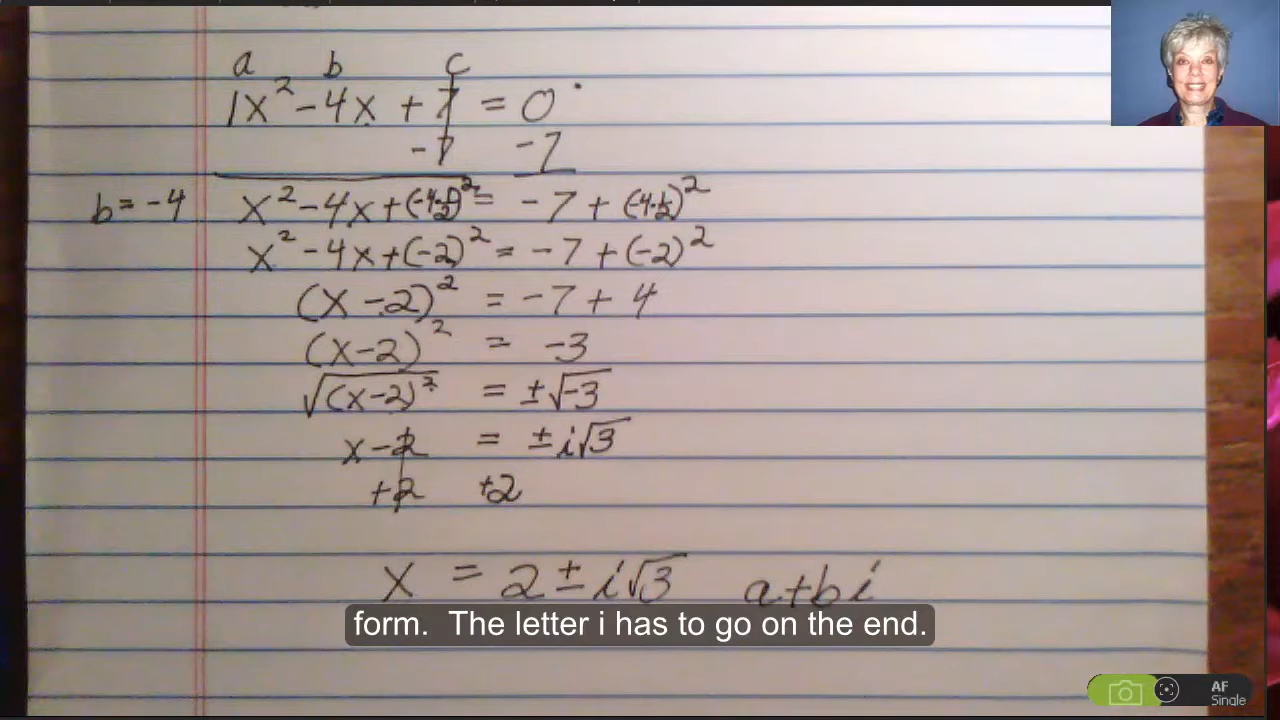 a b c
1x² - 4x + 7 = 0
-7 -7
b = -4 x² - 4x + (-4·½)² = -7 + (-4·½)²
x² - 4x + (-2)² = -7 + (-2)²
(x - 2)² = -7 + 4
(x - 2)² = -3
√(x-2)² = ±√-3
x - 2 = ±i√3
+2 +2
x = 2 ± i√3 a+bi
form. The letter i has to go on the end.
AF
Single